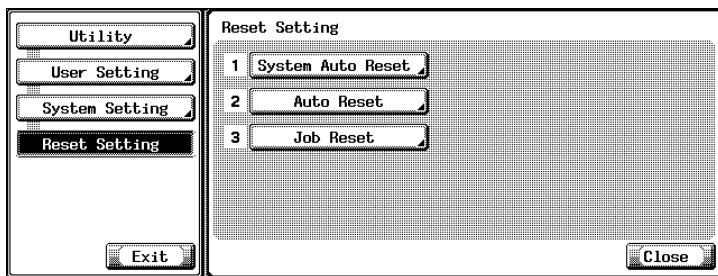 Utility
User Setting
System Setting
Reset Setting
Exit
Reset Setting
1 System Auto Reset
2 Auto Reset
3 Job Reset
Close